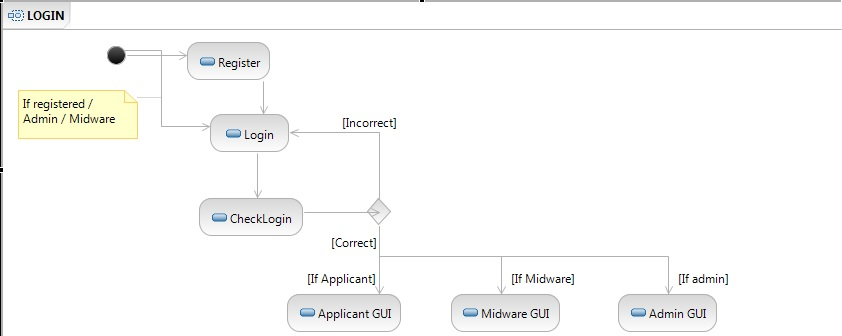 LOGIN
Register
If registered /
Admin / Midware
[Incorrect]
Login
CheckLogin
[Correct]
[If Applicant]
[If Midware]
[If admin]
Applicant GUI
Midware GUI
Admin GUI